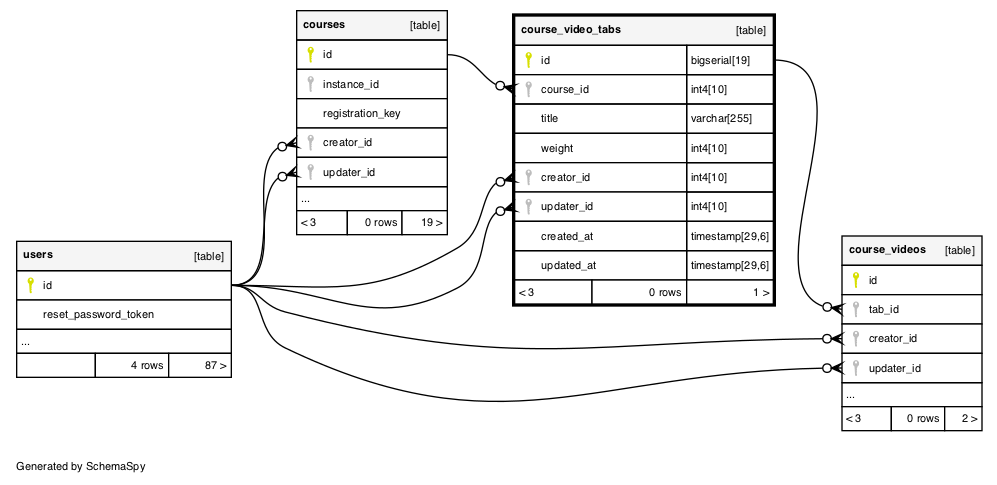 courses [table]
id
instance_id
registration_key
creator_id
updater_id
...
< 3 0 rows 19 >
course_video_tabs [table]
id bigserial[19]
course_id int4[10]
title varchar[255]
weight int4[10]
creator_id int4[10]
updater_id int4[10]
created_at timestamp[29,6]
updated_at timestamp[29,6]
< 3 0 rows 1 >
users [table]
id
reset_password_token
...
4 rows 87 >
course_videos [table]
id
tab_id
creator_id
updater_id
...
< 3 0 rows 2 >
Generated by SchemaSpy